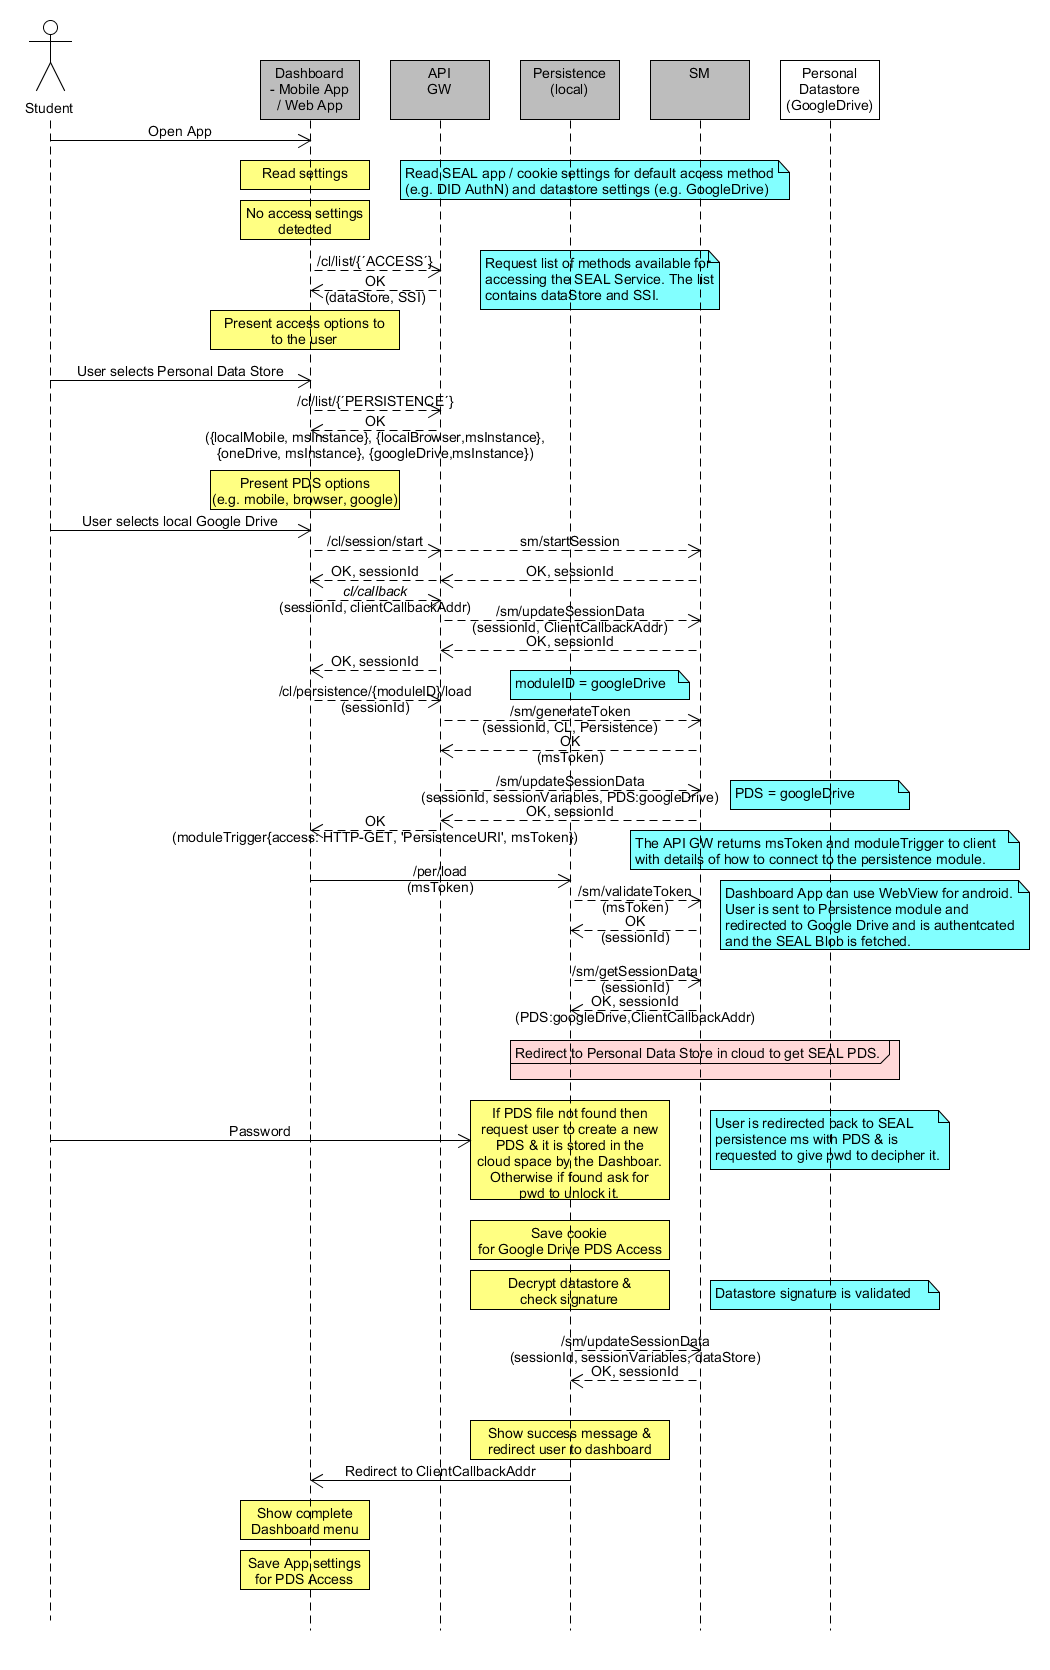 Student
Dashboard
- Mobile App
/ Web App
API
GW
Persistence
(local)
SM
Personal
Datastore
(GoogleDrive)
Open App
Read settings
Read SEAL app / cookie settings for default access method
(e.g. DID AuthN) and datastore settings (e.g. GoogleDrive)
No access settings
detected
/cl/list/{´ACCESS´}
OK
(dataStore, SSI)
Request list of methods available for
accessing the SEAL Service. The list
contains dataStore and SSI.
Present access options to
to the user
User selects Personal Data Store
/cl/list/{´PERSISTENCE´}
OK
({localMobile, msInstance}, {localBrowser,msInstance},
{oneDrive, msInstance}, {googleDrive,msInstance})
Present PDS options
(e.g. mobile, browser, google)
User selects local Google Drive
/cl/session/start
sm/startSession
OK, sessionId
OK, sessionId
cl/callback
(sessionId, clientCallbackAddr)
/sm/updateSessionData
(sessionId, ClientCallbackAddr)
OK, sessionId
OK, sessionId
/cl/persistence/{moduleID}/load
(sessionId)
moduleID = googleDrive
/sm/generateToken
(sessionId, CL, Persistence)
OK
(msToken)
/sm/updateSessionData
(sessionId, sessionVariables, PDS:googleDrive)
PDS = googleDrive
OK, sessionId
OK
(moduleTrigger{access: HTTP-GET, 'PersistenceURI', msToken})
The API GW returns msToken and moduleTrigger to client
with details of how to connect to the persistence module.
/per/load
(msToken)
/sm/validateToken
(msToken)
OK
(sessionId)
Dashboard App can use WebView for android.
User is sent to Persistence module and
redirected to Google Drive and is authentcated
and the SEAL Blob is fetched.
/sm/getSessionData
(sessionId)
OK, sessionId
(PDS:googleDrive,ClientCallbackAddr)
Redirect to Personal Data Store in cloud to get SEAL PDS.
Password
If PDS file not found then
request user to create a new
PDS & it is stored in the
cloud space by the Dashboar.
Otherwise if found ask for
pwd to unlock it.
User is redirected back to SEAL
persistence ms with PDS & is
requested to give pwd to decipher it.
Save cookie
for Google Drive PDS Access
Decrypt datastore &
check signature
Datastore signature is validated
/sm/updateSessionData
(sessionId, sessionVariables, dataStore)
OK, sessionId
Show success message &
redirect user to dashboard
Redirect to ClientCallbackAddr
Show complete
Dashboard menu
Save App settings
for PDS Access